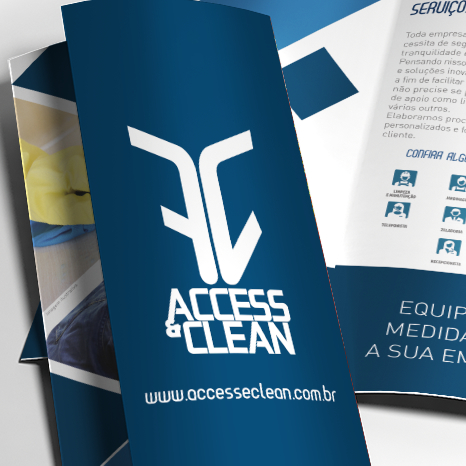 ACCESS
& CLEAN
www.accesseclean.com.br
SERVIÇO
Toda empresa
cessita de seg
tranquilidade
Pensando nisso
e soluções inov
a fim de facilitar
não precise se
de apoio como li
vários outros.
Elaboramos proc
personalizados e f
cliente.
CONFIRA ALG
LIMPEZA
E MANUTENÇÃO
TELEFONISTA
ZELADORIA
RECEPCIONISTA
EQUIP
MEDIDA
A SUA EM